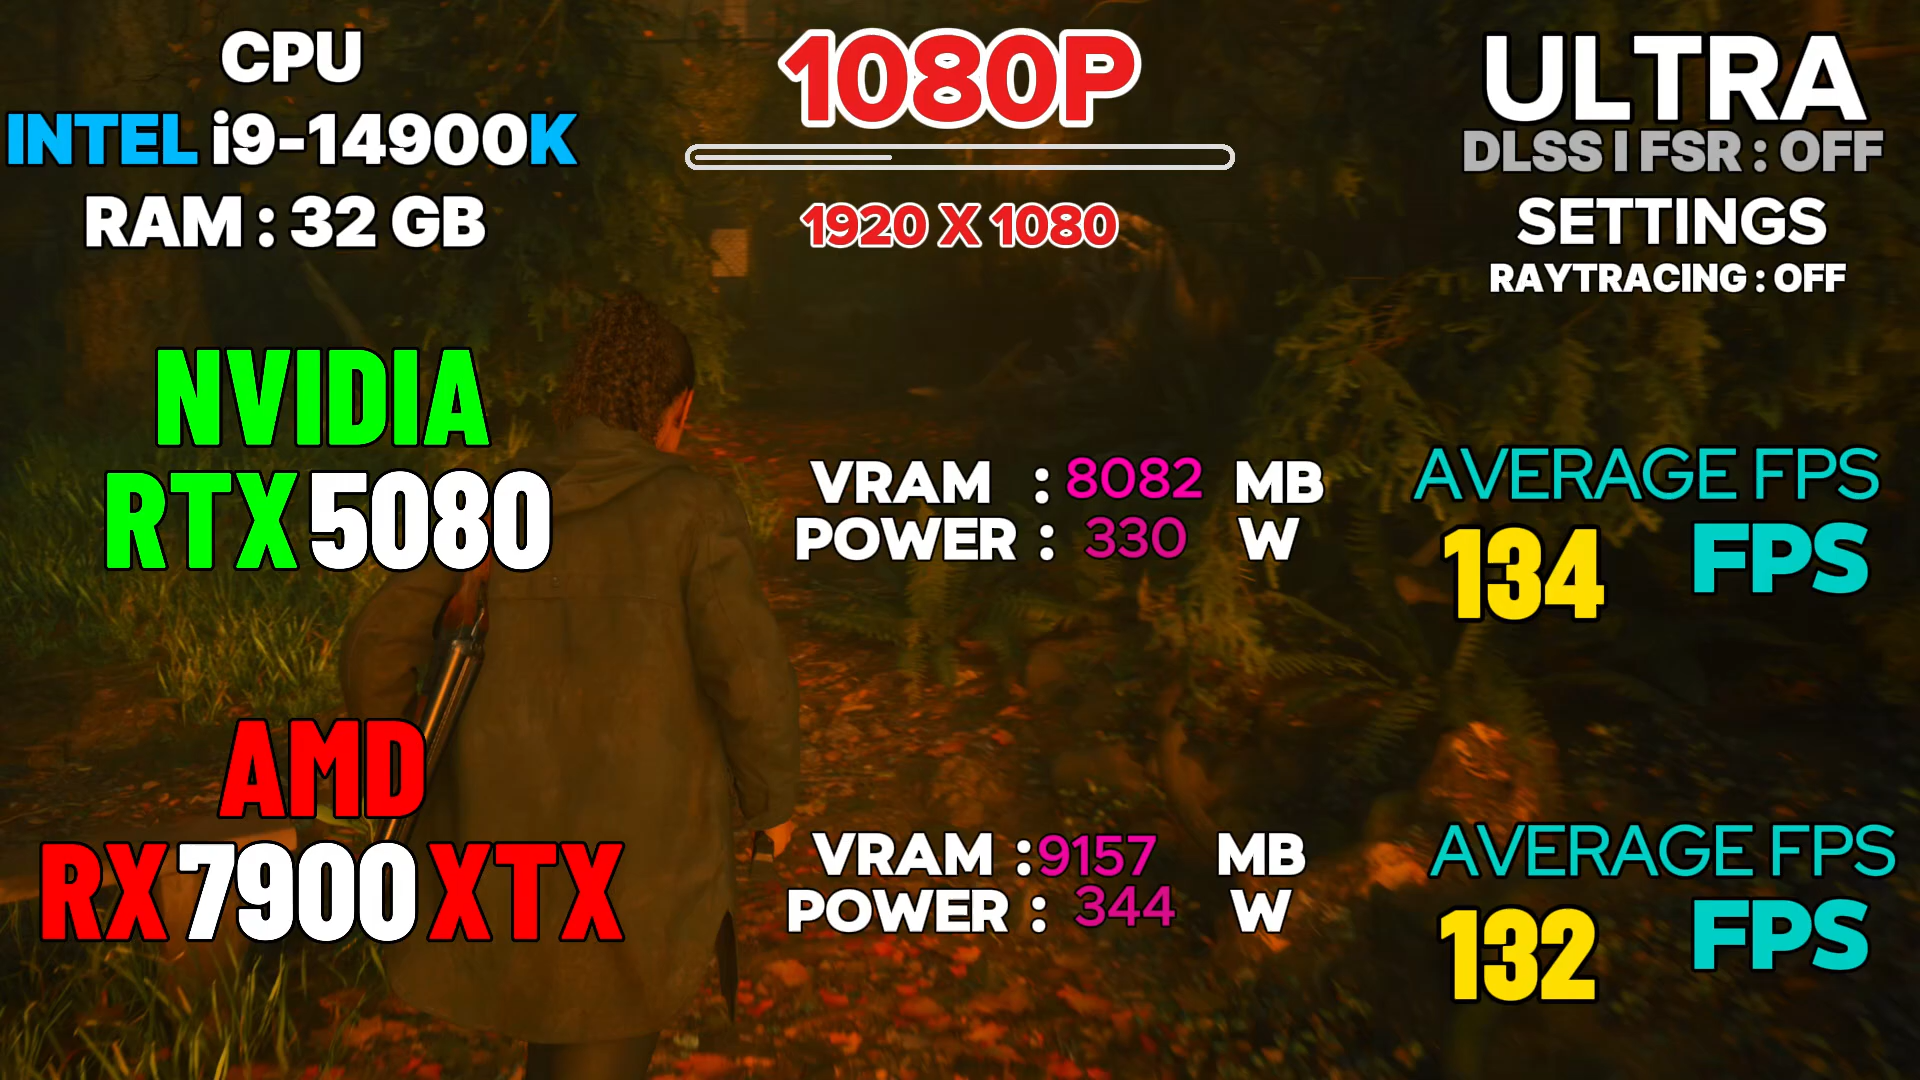 CPU
INTEL i9-14900K
RAM : 32 GB
1080P
1920 X 1080
ULTRA
DLSS I FSR : OFF
SETTINGS
RAYTRACING : OFF
NVIDIA
RTX 5080
VRAM : 8082 MB
POWER : 330 W
AVERAGE FPS
134 FPS
AMD
RX 7900 XTX
VRAM : 9157 MB
POWER : 344 W
AVERAGE FPS
132 FPS